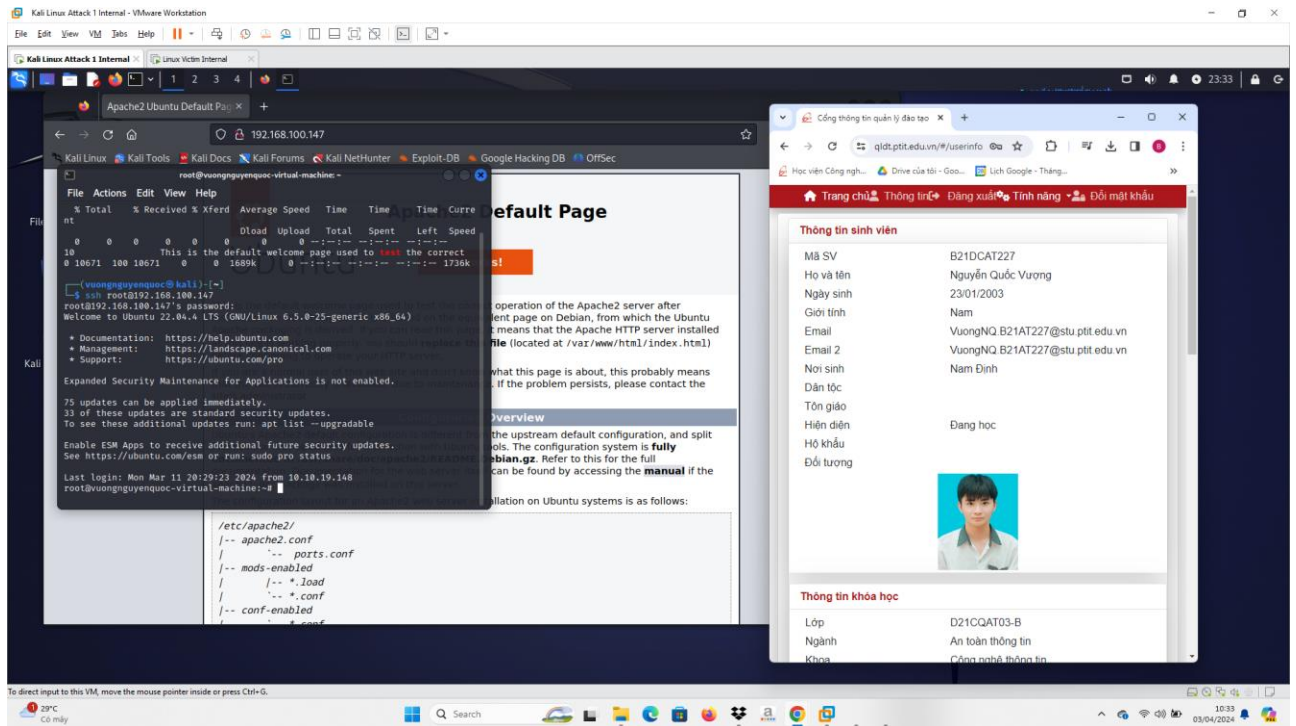 Kali Linux Attack 1 Internal - VMware Workstation
File Edit View VM Tabs Help
Kali Linux Attack 1 Internal
Linux Victim Internal
1 2 3 4
23:33
Apache2 Ubuntu Default Pag
192.168.100.147
Kali Linux Kali Tools Kali Docs Kali Forums Kali NetHunter Exploit-DB Google Hacking DB OffSec
root@vuongnguyenquoc-virtual-machine: ~
File Actions Edit View Help
% Total % Received % Xferd Average Speed Time Time Time Curre
nt
Dload Upload Total Spent Left Speed
0 0 0 0 0 0 0 0 --:--:-- --:--:-- --:--:--
10 This is the default welcome page used to test the correct
0 10671 100 10671 0 0 1689k 0 --:--:-- --:--:-- --:--:-- 1736k
(vuongnguyenquoc㉿kali)-[~]
$ ssh root@192.168.100.147
root@192.168.100.147's password:
Welcome to Ubuntu 22.04.4 LTS (GNU/Linux 6.5.0-25-generic x86_64)
* Documentation: https://help.ubuntu.com
* Management: https://landscape.canonical.com
* Support: https://ubuntu.com/pro
Expanded Security Maintenance for Applications is not enabled.
75 updates can be applied immediately.
33 of these updates are standard security updates.
To see these additional updates run: apt list --upgradable
Enable ESM Apps to receive additional future security updates.
See https://ubuntu.com/esm or run: sudo pro status
Last login: Mon Mar 11 20:29:23 2024 from 10.10.19.148
root@vuongnguyenquoc-virtual-machine:~#
Default Page
s!
operation of the Apache2 server after
ent page on Debian, from which the Ubuntu
t means that the Apache HTTP server installed
file (located at /var/www/html/index.html)
what this page is about, this probably means
. If the problem persists, please contact the
Overview
the upstream default configuration, and split
ools. The configuration system is fully
ebian.gz. Refer to this for the full
can be found by accessing the manual if the
allation on Ubuntu systems is as follows:
/etc/apache2/
|-- apache2.conf
| `-- ports.conf
|-- mods-enabled
| |-- *.load
| `-- *.conf
|-- conf-enabled
| `-- *.conf
Cổng thông tin quản lý đào tạo
qldt.ptit.edu.vn/#/userinfo
Học viện Công ngh... Drive của tôi - Goo... Lịch Google - Tháng...
Trang chủ Thông tin Đăng xuất Tính năng Đổi mật khẩu
Thông tin sinh viên
Mã SV B21DCAT227
Họ và tên Nguyễn Quốc Vượng
Ngày sinh 23/01/2003
Giới tính Nam
Email VuongNQ.B21AT227@stu.ptit.edu.vn
Email 2 VuongNQ.B21AT227@stu.ptit.edu.vn
Nơi sinh Nam Định
Dân tộc
Tôn giáo
Hiện diện Đang học
Hộ khẩu
Đối tượng
Thông tin khóa học
Lớp D21CQAT03-B
Ngành An toàn thông tin
Khoa Công nghệ thông tin
To direct input to this VM, move the mouse pointer inside or press Ctrl+G.
29°C
Có mây
Search
10:33
03/04/2024